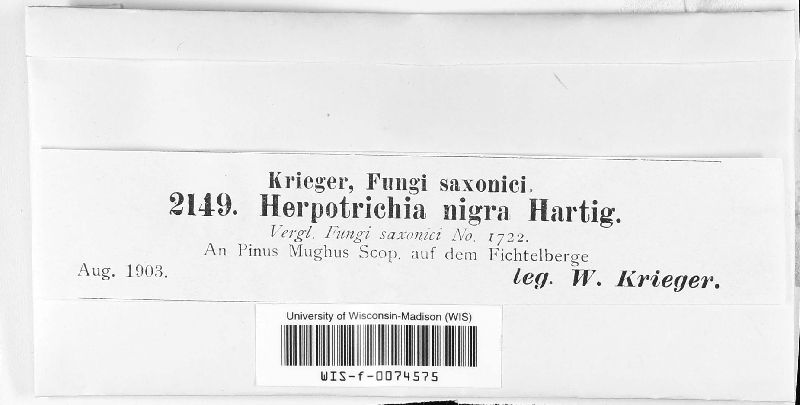 Krieger, Fungi saxonici.
2149. Herpotrichia nigra Hartig.
Vergl. Fungi saxonici No. 1722.
An Pinus Mughus Scop. auf dem Fichtelberge
Aug. 1903. leg. W. Krieger.
University of Wisconsin-Madison (WIS)
WIS-f-0074575